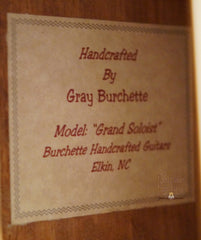 Handcrafted
By
Gray Burchette
Model: "Grand Soloist"
Burchette Handcrafted Guitars
Elkin, NC